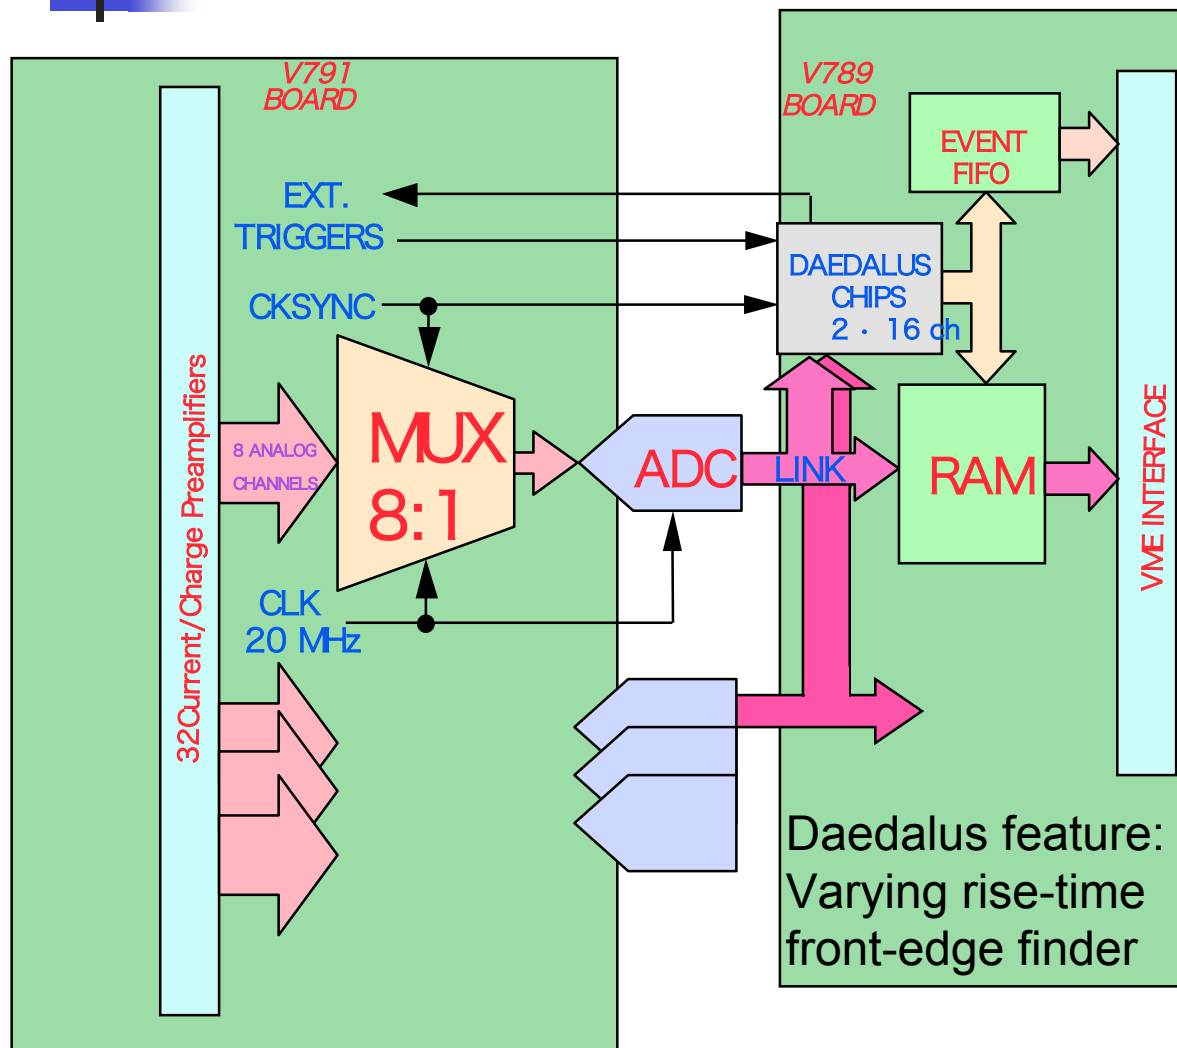 V791
BOARD
V789
BOARD
EVENT
FIFO
EXT.
TRIGGERS
DAEDALUS
CHIPS
2 · 16 ch
CKSYNC
32Current/Charge Preamplifiers
8 ANALOG
CHANNELS
MUX
8:1
ADC
LINK
RAM
VME INTERFACE
CLK
20 MHz
Daedalus feature:
Varying rise-time
front-edge finder